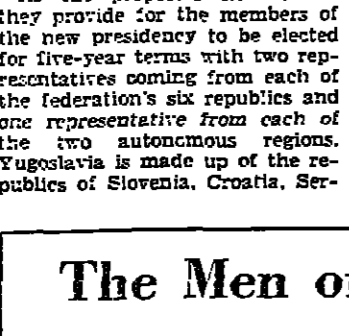 they provide for the members of
the new presidency to be elected
for five-year terms with two rep-
resentatives coming from each of
the federation's six republics and
one representative from each of
the two autonomous regions.
Yugoslavia is made up of the re-
publics of Slovenia, Croatia, Ser-
The Men